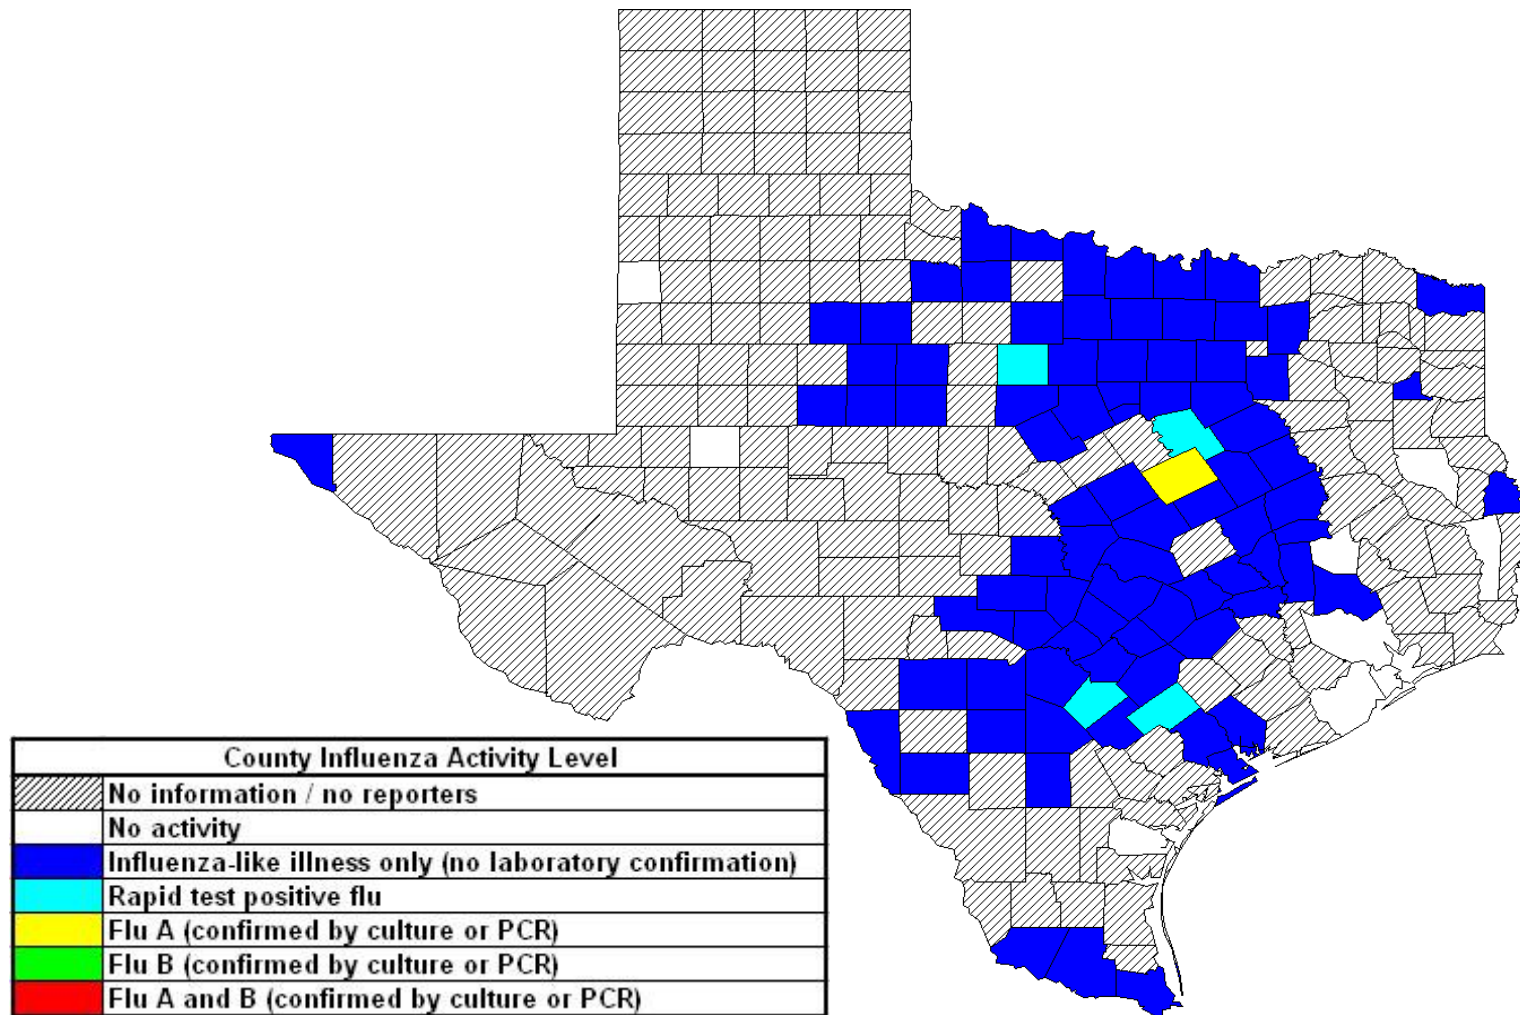 County Influenza Activity Level
No information / no reporters
No activity
Influenza-like illness only (no laboratory confirmation)
Rapid test positive flu
Flu A (confirmed by culture or PCR)
Flu B (confirmed by culture or PCR)
Flu A and B (confirmed by culture or PCR)